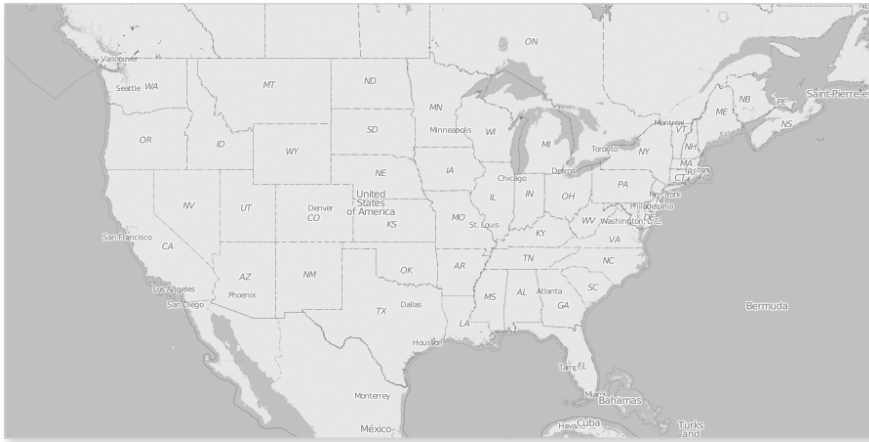 ON
Vancouver
Seattle
WA
MT
ND
MN
ME
NB
PE
Saint-Pierre-et
NS
Montréal
VT
NH
OR
ID
WY
SD
Minneapolis
WI
MI
Toronto
NY
MA
RI
CT
Detroit
Chicago
IA
NE
United
States
of America
NV
UT
Denver
CO
KS
MO
St. Louis
IL
IN
OH
PA
Philadelphia
DE
Washington, D.C.
WV
VA
KY
San Francisco
CA
Los Angeles
San Diego
AZ
Phoenix
NM
OK
AR
TN
NC
SC
Atlanta
GA
AL
MS
LA
TX
Dallas
Houston
Bermuda
FL
Miami
Bahamas
Monterrey
México
Cuba
Turks
and